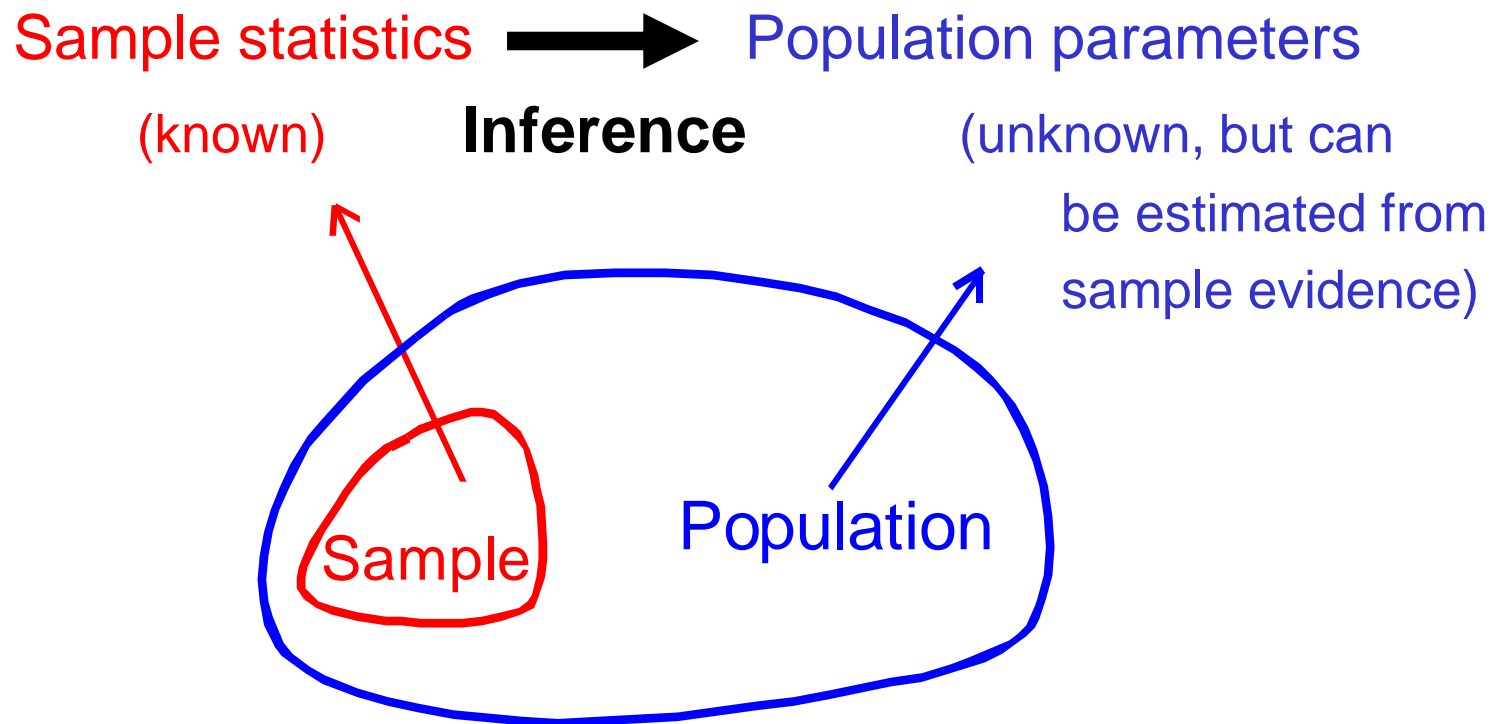 Sample statistics Population parameters
(known) Inference (unknown, but can
be estimated from
sample evidence)
Sample
Population